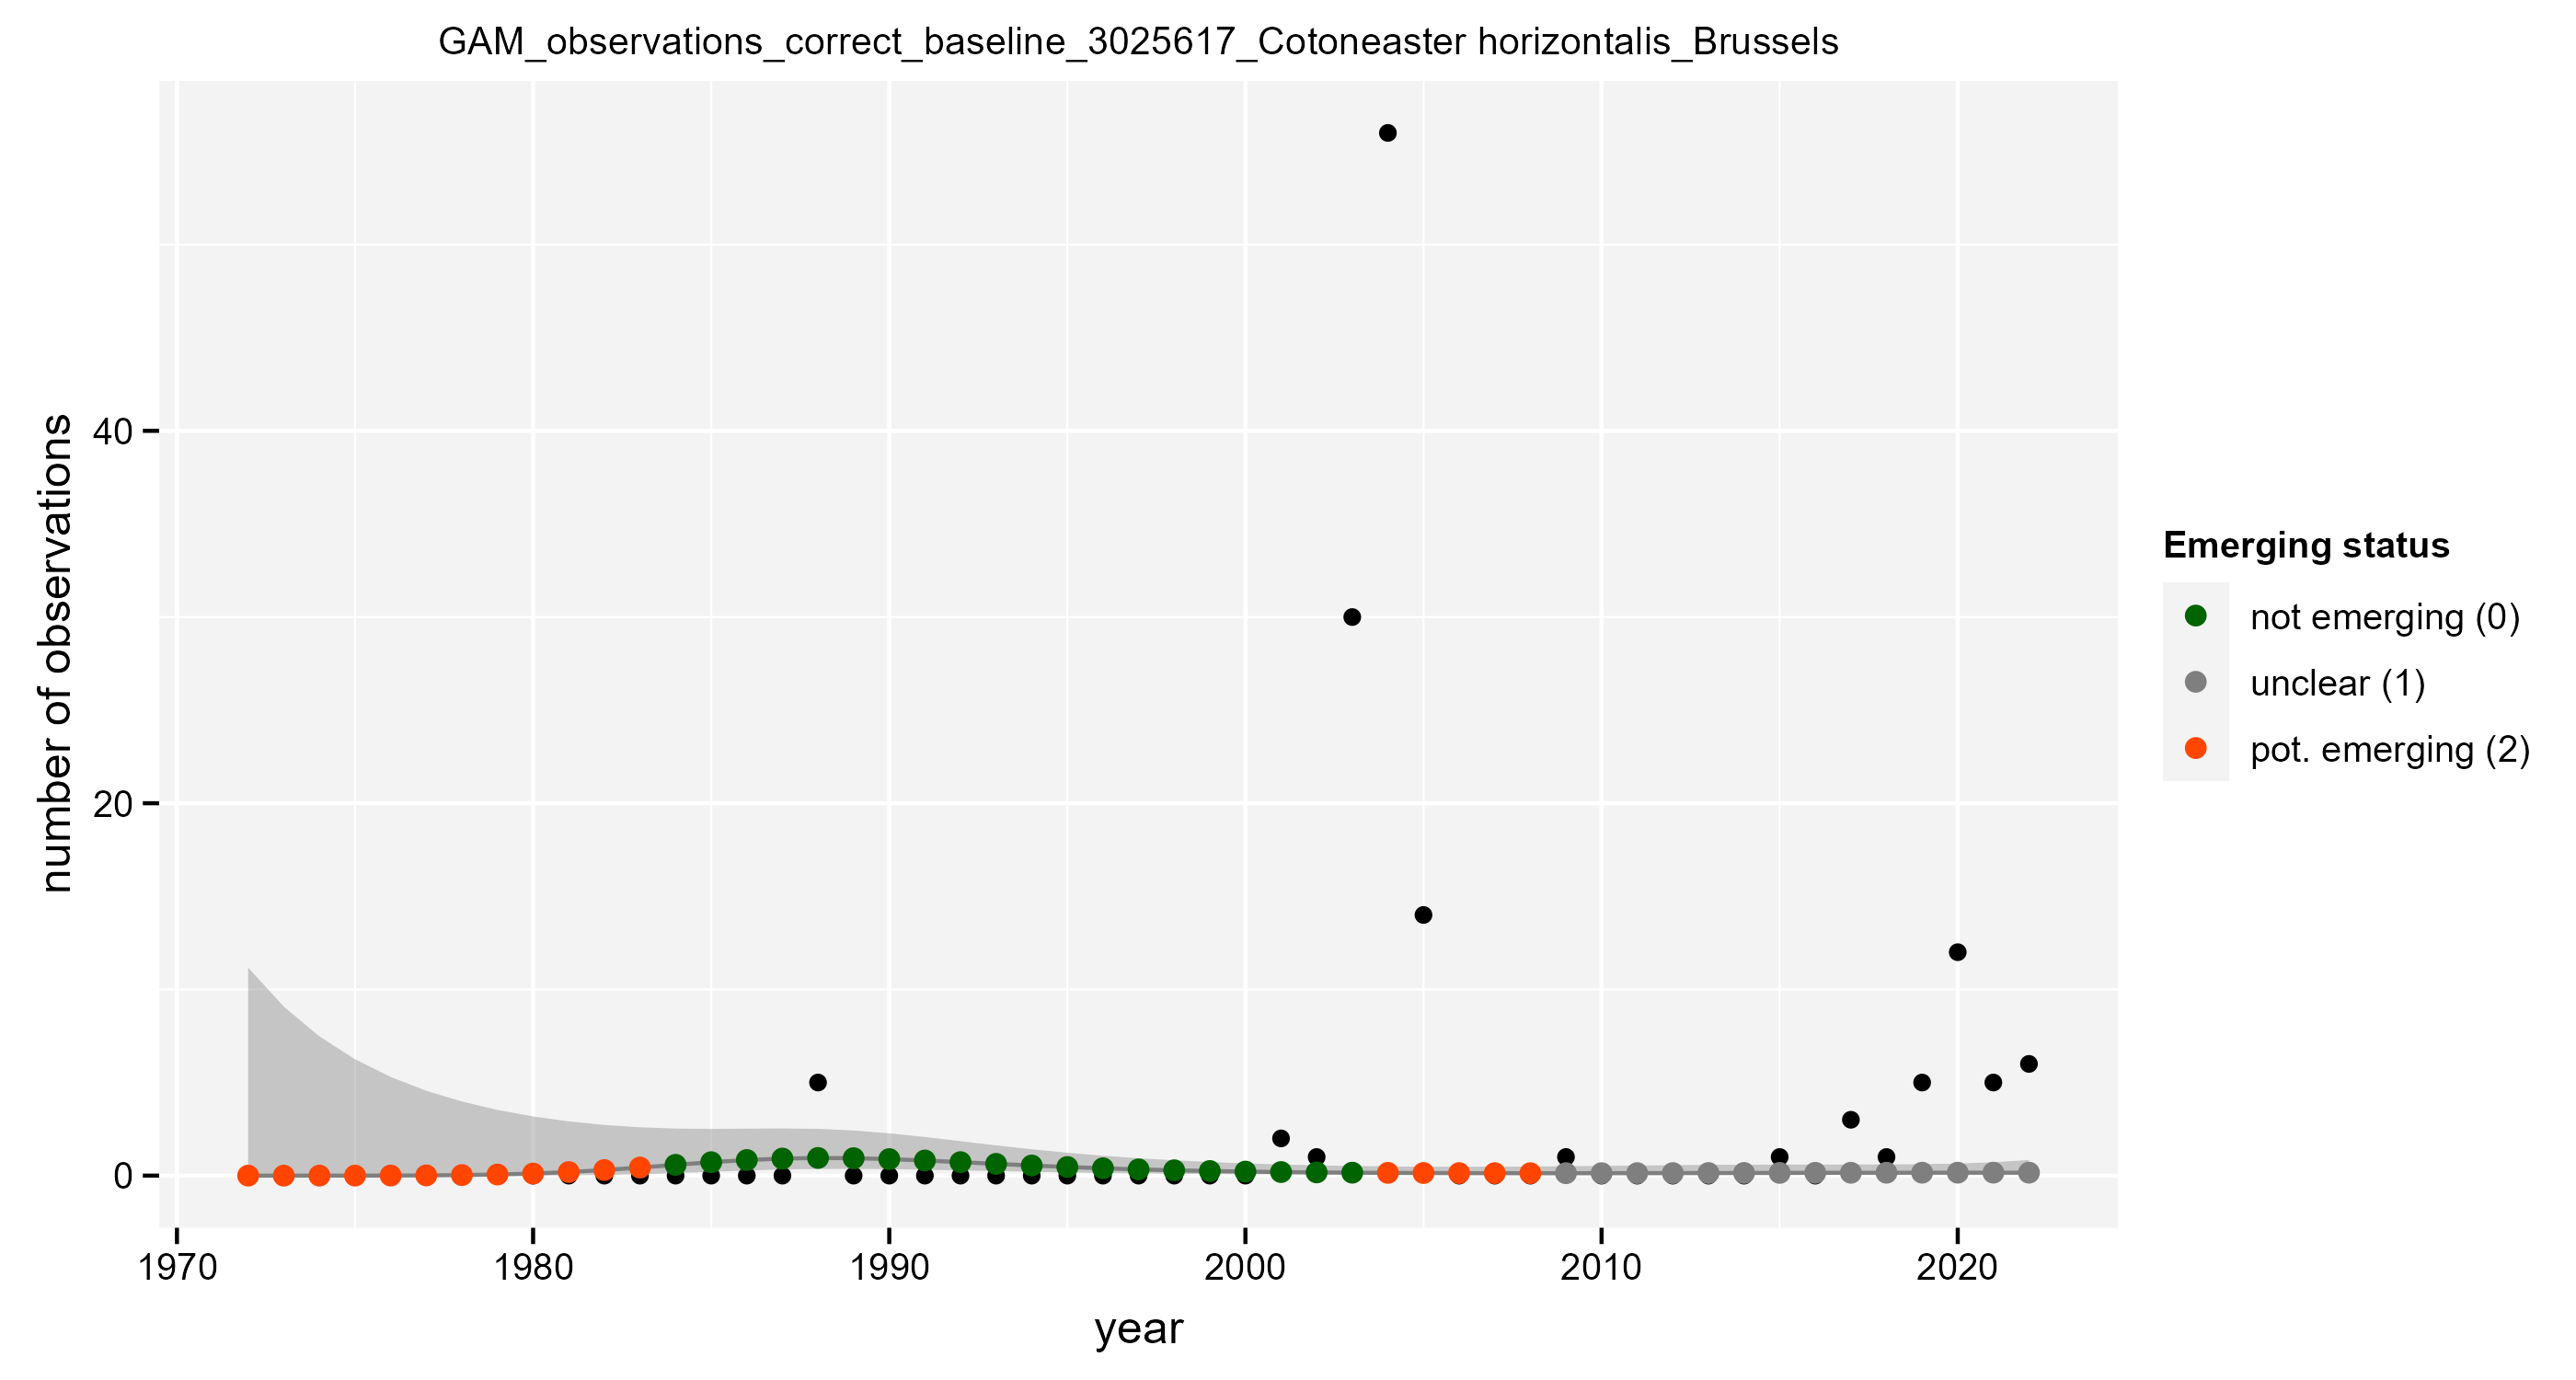 GAM_observations_correct_baseline_3025617_Cotoneaster horizontalis_Brussels
number of observations
40
20
0
1970
1980
1990
2000
2010
2020
year
Emerging status
not emerging (0)
unclear (1)
pot. emerging (2)